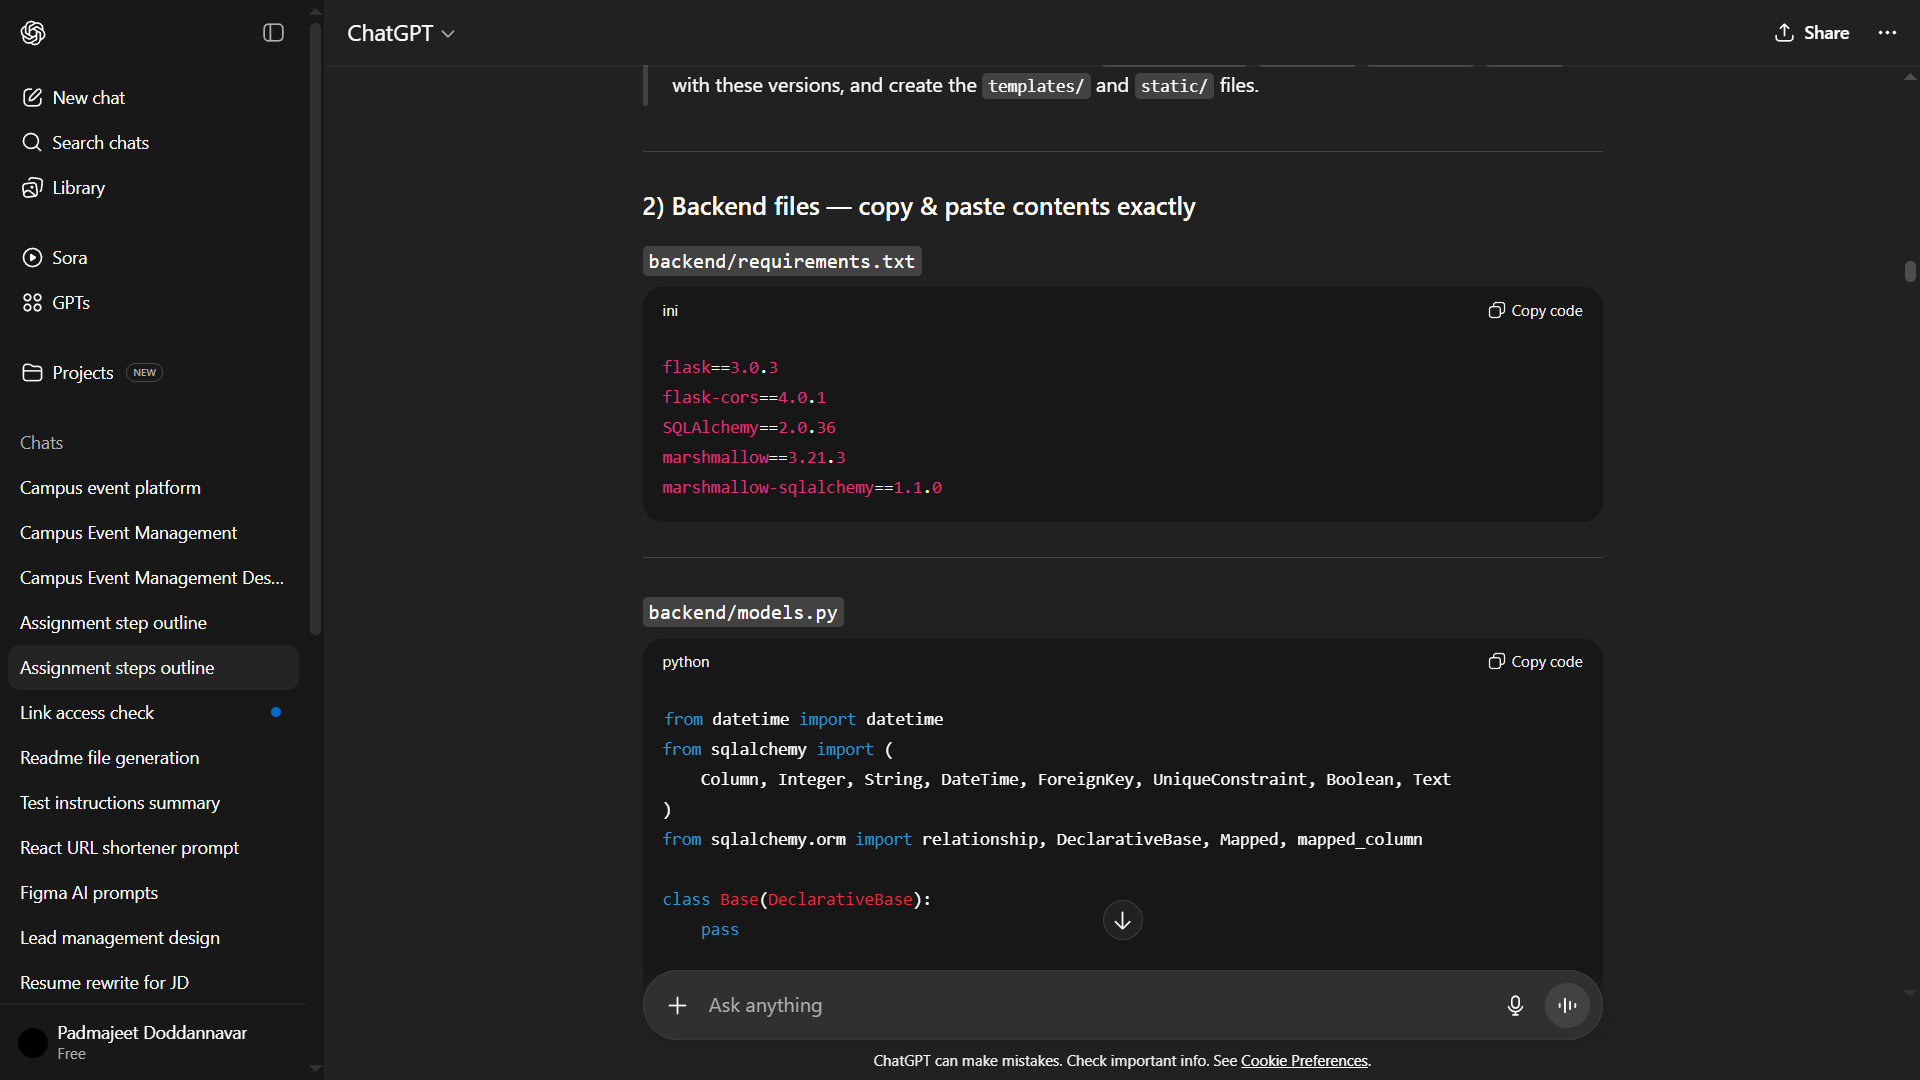 New chat
Search chats
Library
Sora
GPTs
Projects NEW
Chats
Campus event platform
Campus Event Management
Campus Event Management Des...
Assignment step outline
Assignment steps outline
Link access check
Readme file generation
Test instructions summary
React URL shortener prompt
Figma AI prompts
Lead management design
Resume rewrite for JD
Padmajeet Doddannavar
Free
ChatGPT
Share
with these versions, and create the templates/ and static/ files.
2) Backend files — copy & paste contents exactly
backend/requirements.txt
ini
Copy code
flask==3.0.3
flask-cors==4.0.1
SQLAlchemy==2.0.36
marshmallow==3.21.3
marshmallow-sqlalchemy==1.1.0
backend/models.py
python
Copy code
from datetime import datetime
from sqlalchemy import (
    Column, Integer, String, DateTime, ForeignKey, UniqueConstraint, Boolean, Text
)
from sqlalchemy.orm import relationship, DeclarativeBase, Mapped, mapped_column
class Base(DeclarativeBase):
    pass
Ask anything
ChatGPT can make mistakes. Check important info. See Cookie Preferences.